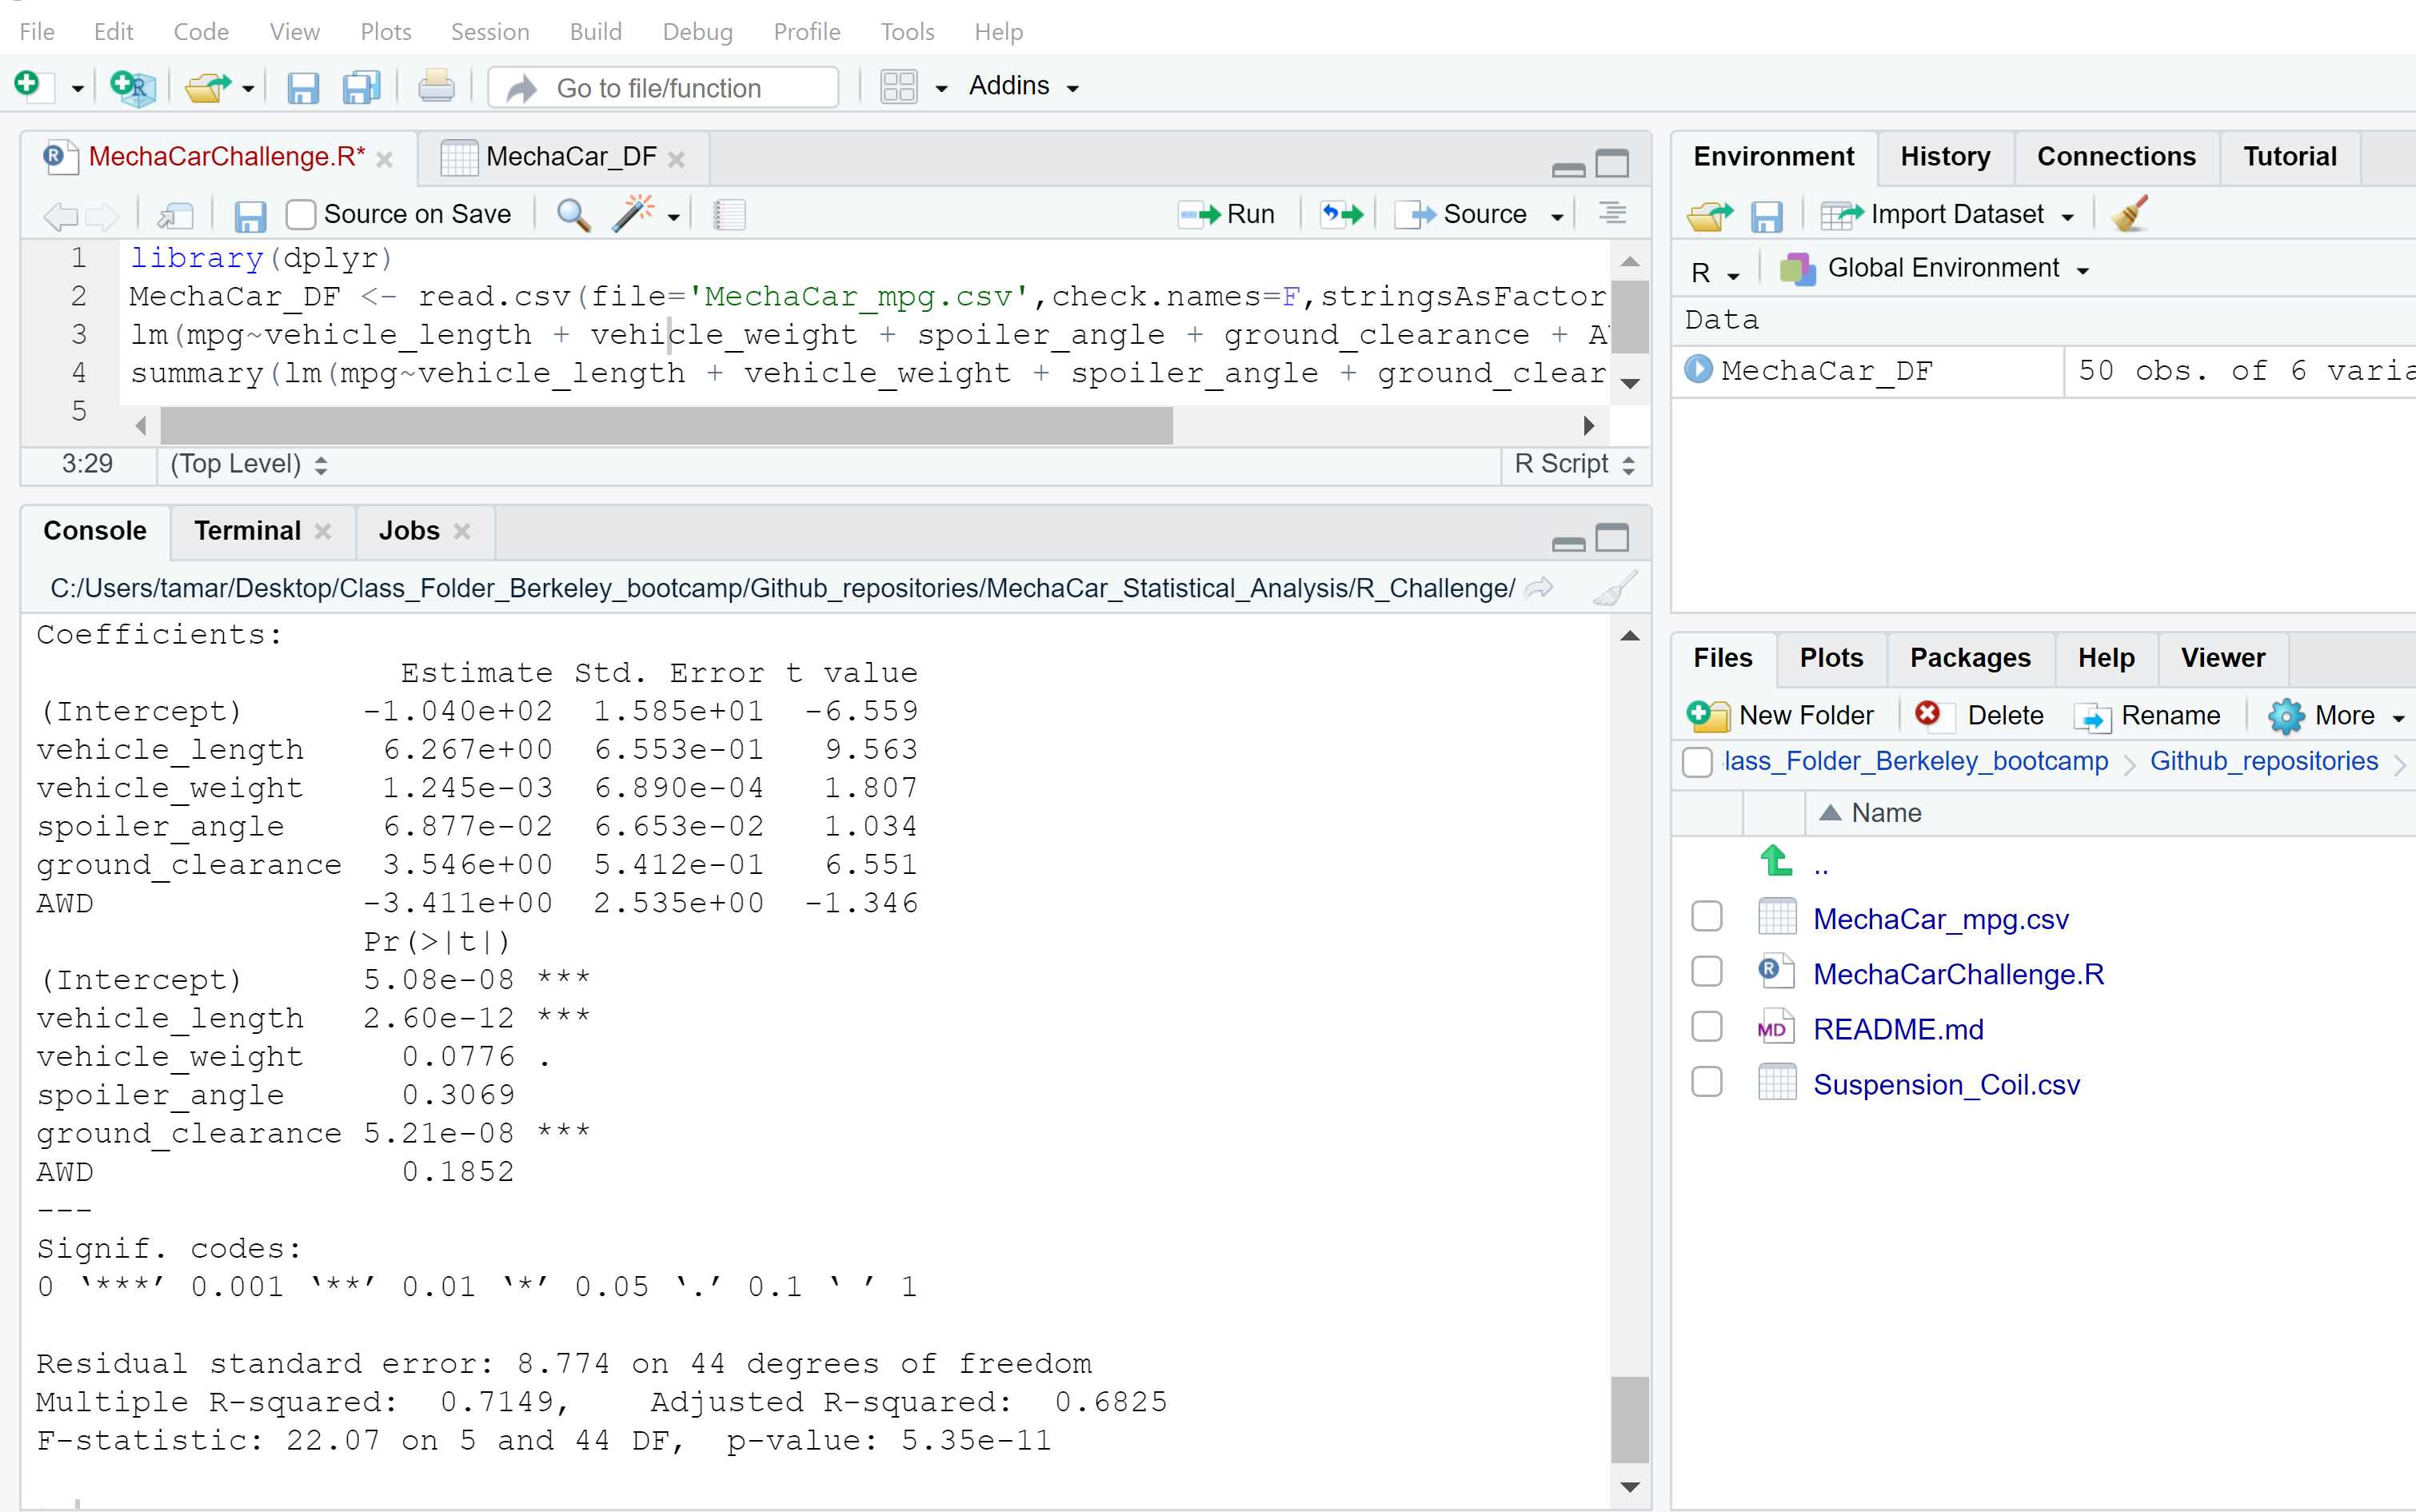 File Edit Code View Plots Session Build Debug Profile Tools Help
Go to file/function Addins
MechaCarChallenge.R* MechaCar_DF
Source on Save Run Source
1 library(dplyr)
2 MechaCar_DF <- read.csv(file='MechaCar_mpg.csv',check.names=F,stringsAsFactor
3 lm(mpg~vehicle_length + vehicle_weight + spoiler_angle + ground_clearance + A
4 summary(lm(mpg~vehicle_length + vehicle_weight + spoiler_angle + ground_clear
5
3:29 (Top Level) R Script
Console Terminal Jobs
C:/Users/tamar/Desktop/Class_Folder_Berkeley_bootcamp/Github_repositories/MechaCar_Statistical_Analysis/R_Challenge/
Coefficients:
Estimate Std. Error t value
(Intercept) -1.040e+02 1.585e+01 -6.559
vehicle_length 6.267e+00 6.553e-01 9.563
vehicle_weight 1.245e-03 6.890e-04 1.807
spoiler_angle 6.877e-02 6.653e-02 1.034
ground_clearance 3.546e+00 5.412e-01 6.551
AWD -3.411e+00 2.535e+00 -1.346
Pr(>|t|)
(Intercept) 5.08e-08 ***
vehicle_length 2.60e-12 ***
vehicle_weight 0.0776 .
spoiler_angle 0.3069
ground_clearance 5.21e-08 ***
AWD 0.1852
---
Signif. codes:
0 ‘***’ 0.001 ‘**’ 0.01 ‘*’ 0.05 ‘.’ 0.1 ‘ ’ 1
Residual standard error: 8.774 on 44 degrees of freedom
Multiple R-squared: 0.7149, Adjusted R-squared: 0.6825
F-statistic: 22.07 on 5 and 44 DF, p-value: 5.35e-11
Environment History Connections Tutorial
Import Dataset
R Global Environment
Data
MechaCar_DF 50 obs. of 6 varia
Files Plots Packages Help Viewer
New Folder Delete Rename More
lass_Folder_Berkeley_bootcamp Github_repositories
Name
..
MechaCar_mpg.csv
MechaCarChallenge.R
MD README.md
Suspension_Coil.csv